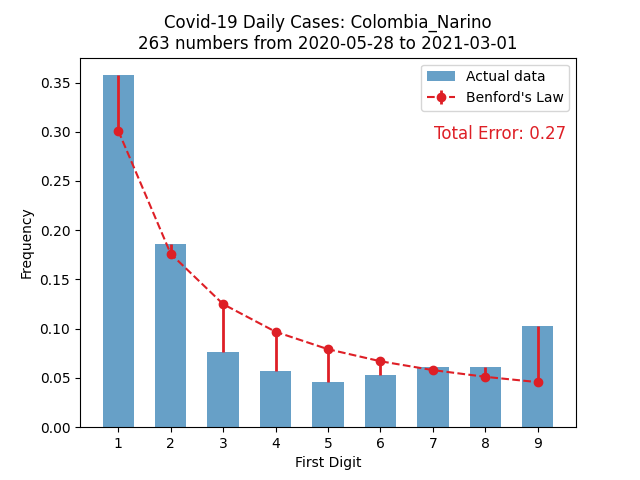 Covid-19 Daily Cases: Colombia_Narino
263 numbers from 2020-05-28 to 2021-03-01
Actual data
Benford's Law
Total Error: 0.27
0.35
0.30
0.25
0.20
0.15
0.10
0.05
0.00
Frequency
1 2 3 4 5 6 7 8 9
First Digit